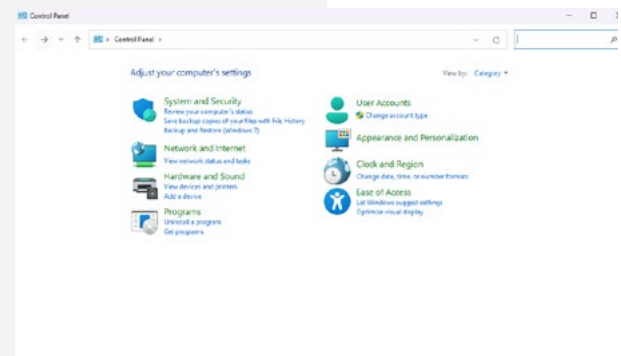 Control Panel
Control Panel
Adjust your computer's settings
View by: Category
System and Security
Review your computer's status
Save backup copies of your files with File History
Backup and Restore (Windows 7)
Network and Internet
View network status and tasks
Hardware and Sound
View devices and printers
Add a device
Programs
Uninstall a program
Get programs
User Accounts
Change account type
Appearance and Personalization
Clock and Region
Change date, time, or number formats
Ease of Access
Let Windows suggest settings
Optimize visual display